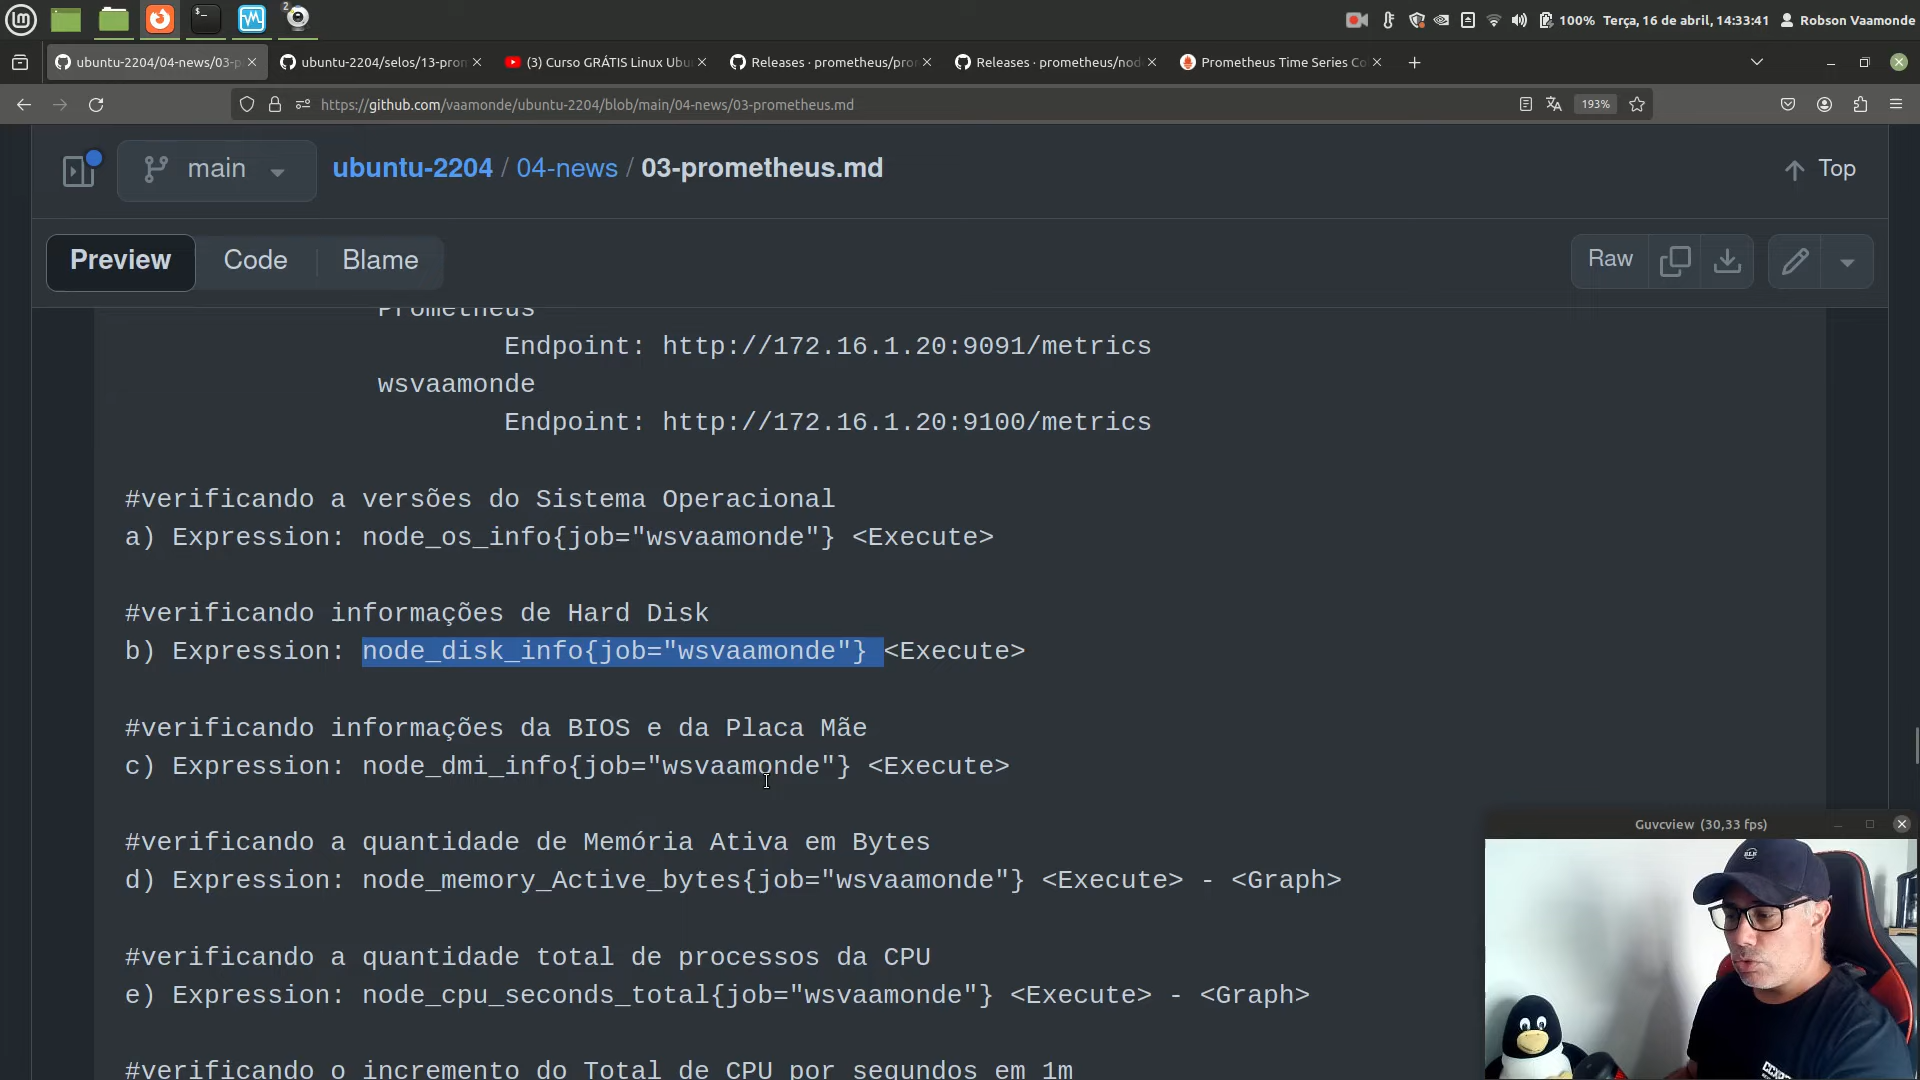 100% Terça, 16 de abril, 14:33:41 Robson Vaamonde
ubuntu-2204/04-news/03-p
ubuntu-2204/selos/13-pron
(3) Curso GRÁTIS Linux Ubu
Releases · prometheus/pro
Releases · prometheus/nod
Prometheus Time Series Co
https://github.com/vaamonde/ubuntu-2204/blob/main/04-news/03-prometheus.md
193%
main
ubuntu-2204 / 04-news / 03-prometheus.md
Top
Preview
Code
Blame
Raw
Prometheus
Endpoint: http://172.16.1.20:9091/metrics
wsvaamonde
Endpoint: http://172.16.1.20:9100/metrics
#verificando a versões do Sistema Operacional
a) Expression: node_os_info{job="wsvaamonde"} <Execute>
#verificando informações de Hard Disk
b) Expression: node_disk_info{job="wsvaamonde"} <Execute>
#verificando informações da BIOS e da Placa Mãe
c) Expression: node_dmi_info{job="wsvaamonde"} <Execute>
#verificando a quantidade de Memória Ativa em Bytes
d) Expression: node_memory_Active_bytes{job="wsvaamonde"} <Execute> - <Graph>
#verificando a quantidade total de processos da CPU
e) Expression: node_cpu_seconds_total{job="wsvaamonde"} <Execute> - <Graph>
#verificando o incremento do Total de CPU por segundos em 1m
Guvcview (30,33 fps)